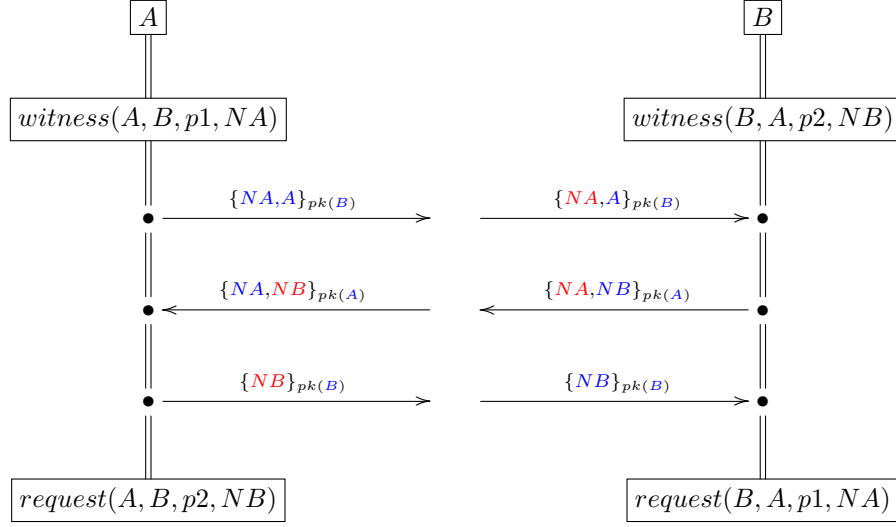 A B
witness(A, B, p1, NA) witness(B, A, p2, NB)
{NA,A}pk(B) {NA,A}pk(B)
{NA,NB}pk(A) {NA,NB}pk(A)
{NB}pk(B) {NB}pk(B)
request(A, B, p2, NB) request(B, A, p1, NA)